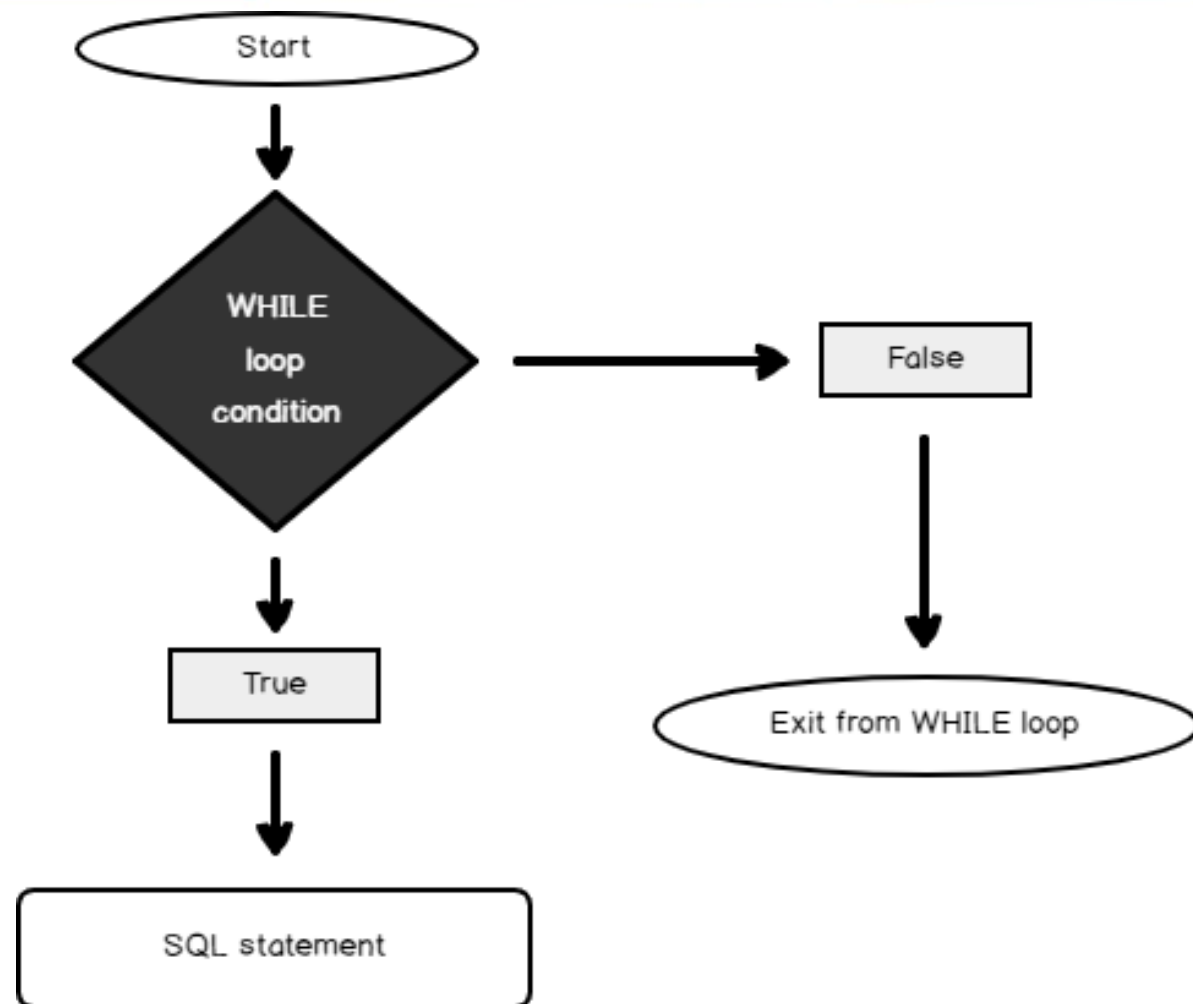 Start
WHILE
loop
condition
False
True
Exit from WHILE loop
SQL statement